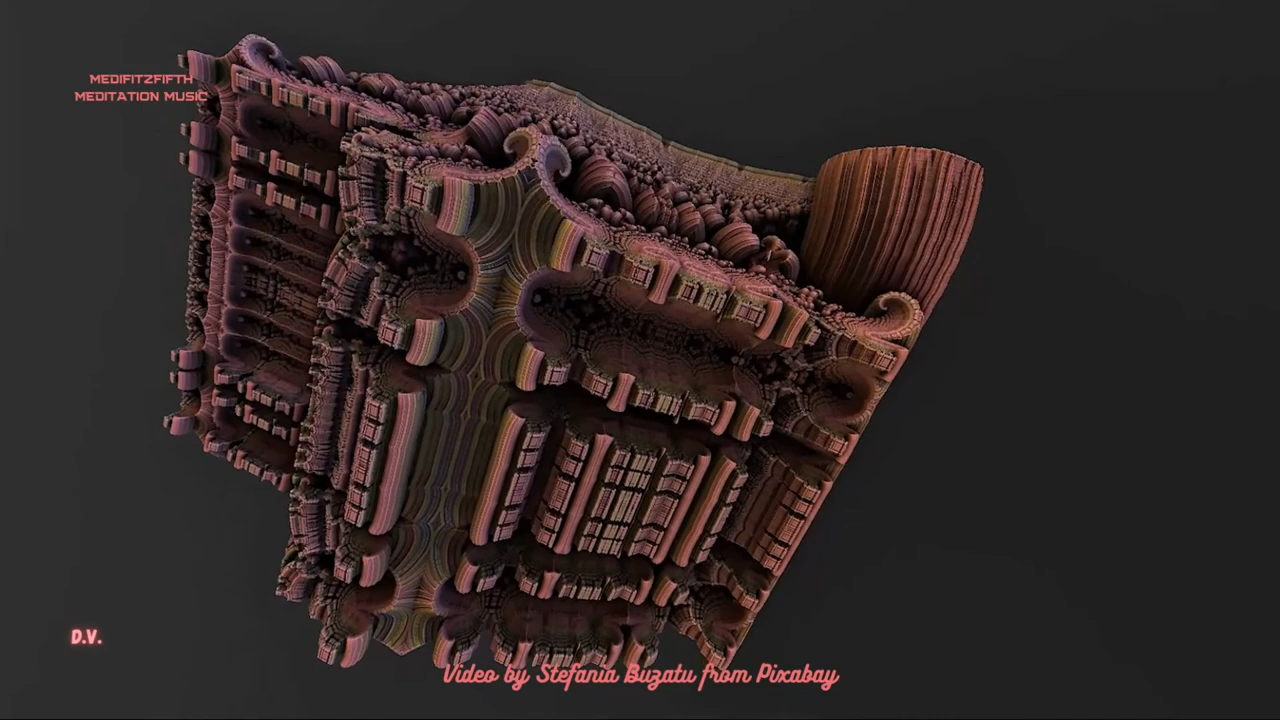 MEDIFITZFIFTH
MEDITATION MUSIC
D.V.
Video by Stefania Buzatu from Pixabay